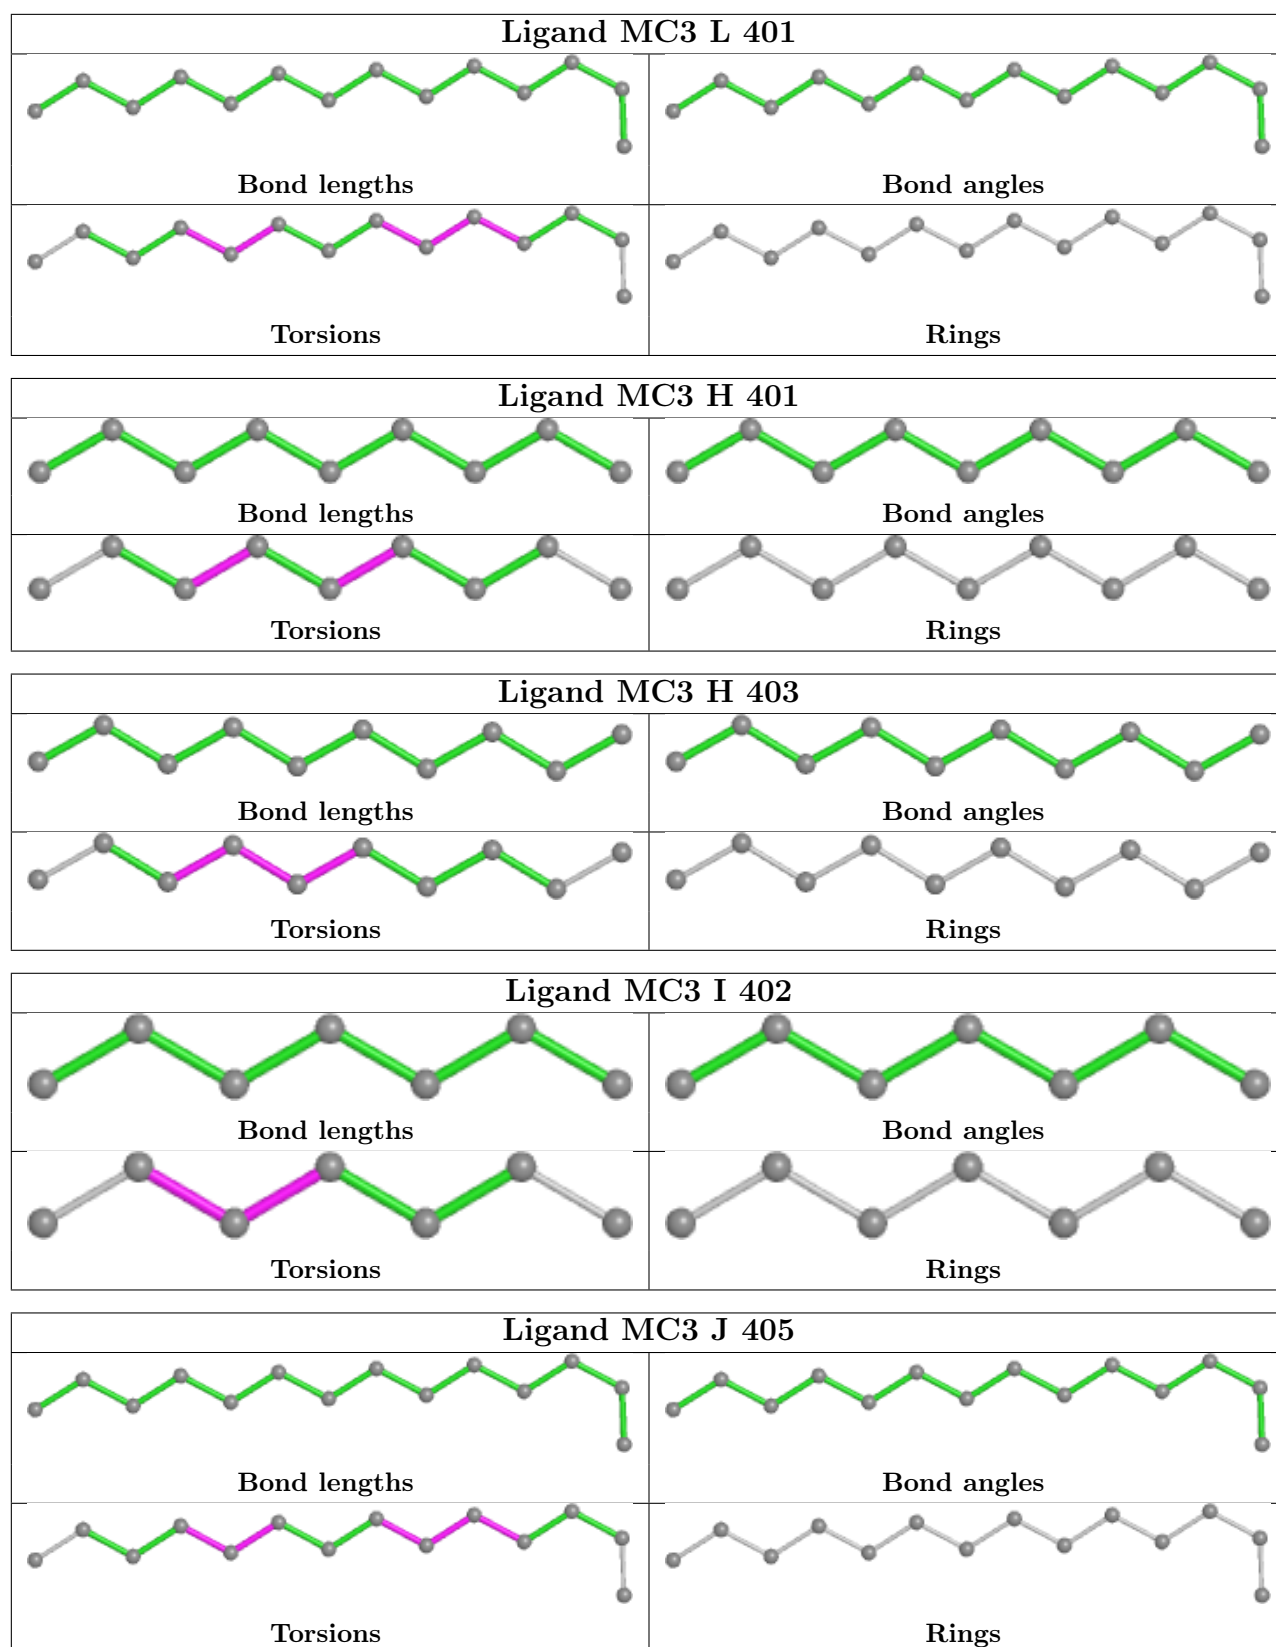 Ligand MC3 L 401
Bond lengths Bond angles
Torsions Rings
Ligand MC3 H 401
Bond lengths Bond angles
Torsions Rings
Ligand MC3 H 403
Bond lengths Bond angles
Torsions Rings
Ligand MC3 I 402
Bond lengths Bond angles
Torsions Rings
Ligand MC3 J 405
Bond lengths Bond angles
Torsions Rings